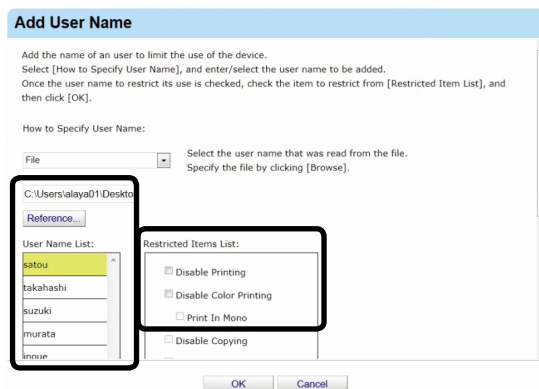 Add User Name
Add the name of an user to limit the use of the device.
Select [How to Specify User Name], and enter/select the user name to be added.
Once the user name to restrict its use is checked, check the item to restrict from [Restricted Item List], and
then click [OK].
How to Specify User Name:
File
Select the user name that was read from the file.
Specify the file by clicking [Browse].
C:\Users\alaya01\Deskto
Reference...
User Name List:
satou
takahashi
suzuki
murata
inoue
Restricted Items List:
Disable Printing
Disable Color Printing
Print In Mono
Disable Copying
OK
Cancel